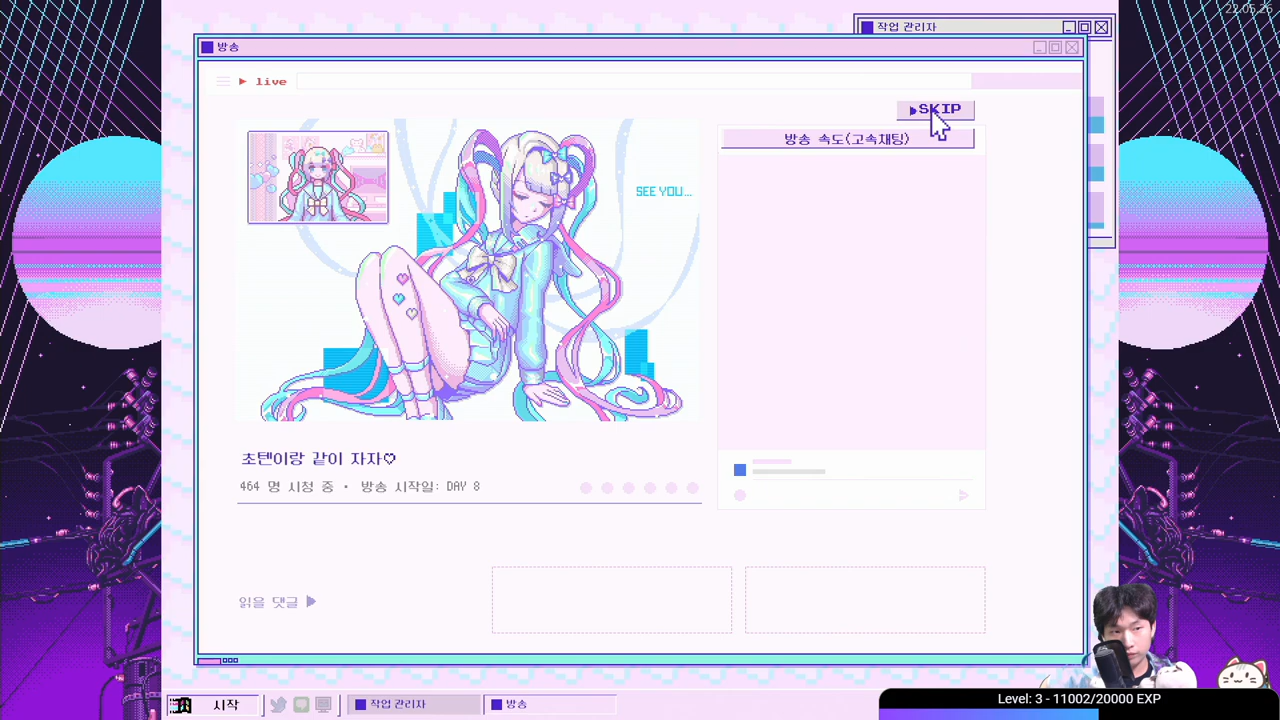 22.05.26
작업 관리자
방송
live
SKIP
방송 속도(고속채팅)
SEE YOU...
초텐이랑 같이 자자♡
464 명 시청 중 • 방송 시작일: DAY 8
읽을 댓글 ▶
시작
작업 관리자
방송
Level: 3 - 11002/20000 EXP